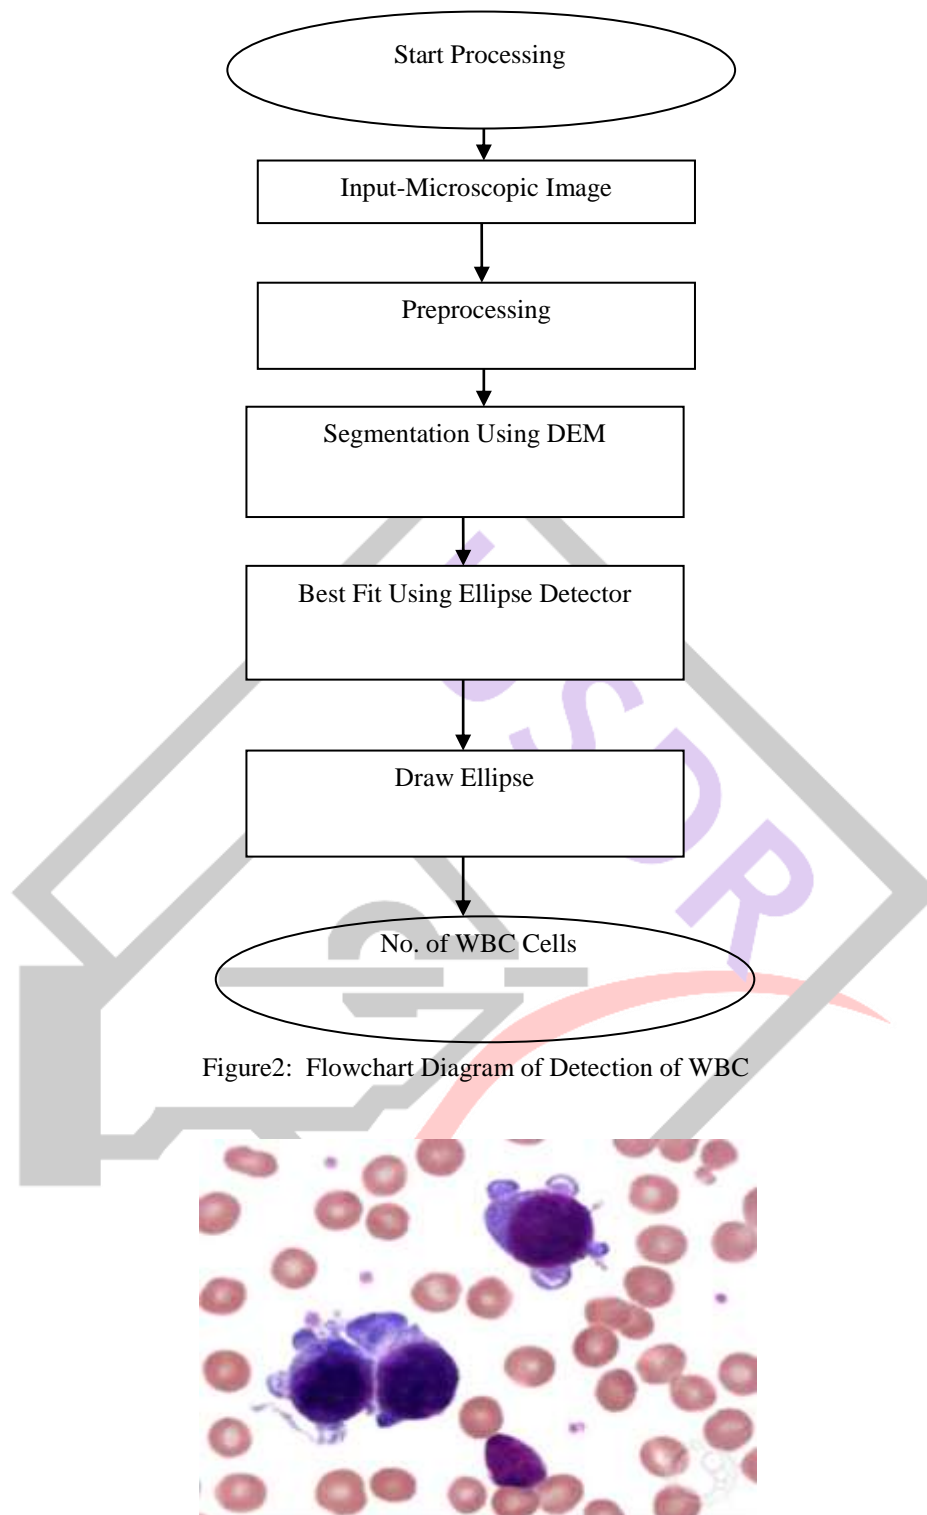 Start Processing
Input-Microscopic Image
Preprocessing
Segmentation Using DEM
Best Fit Using Ellipse Detector
Draw Ellipse
No. of WBC Cells
Figure2: Flowchart Diagram of Detection of WBC